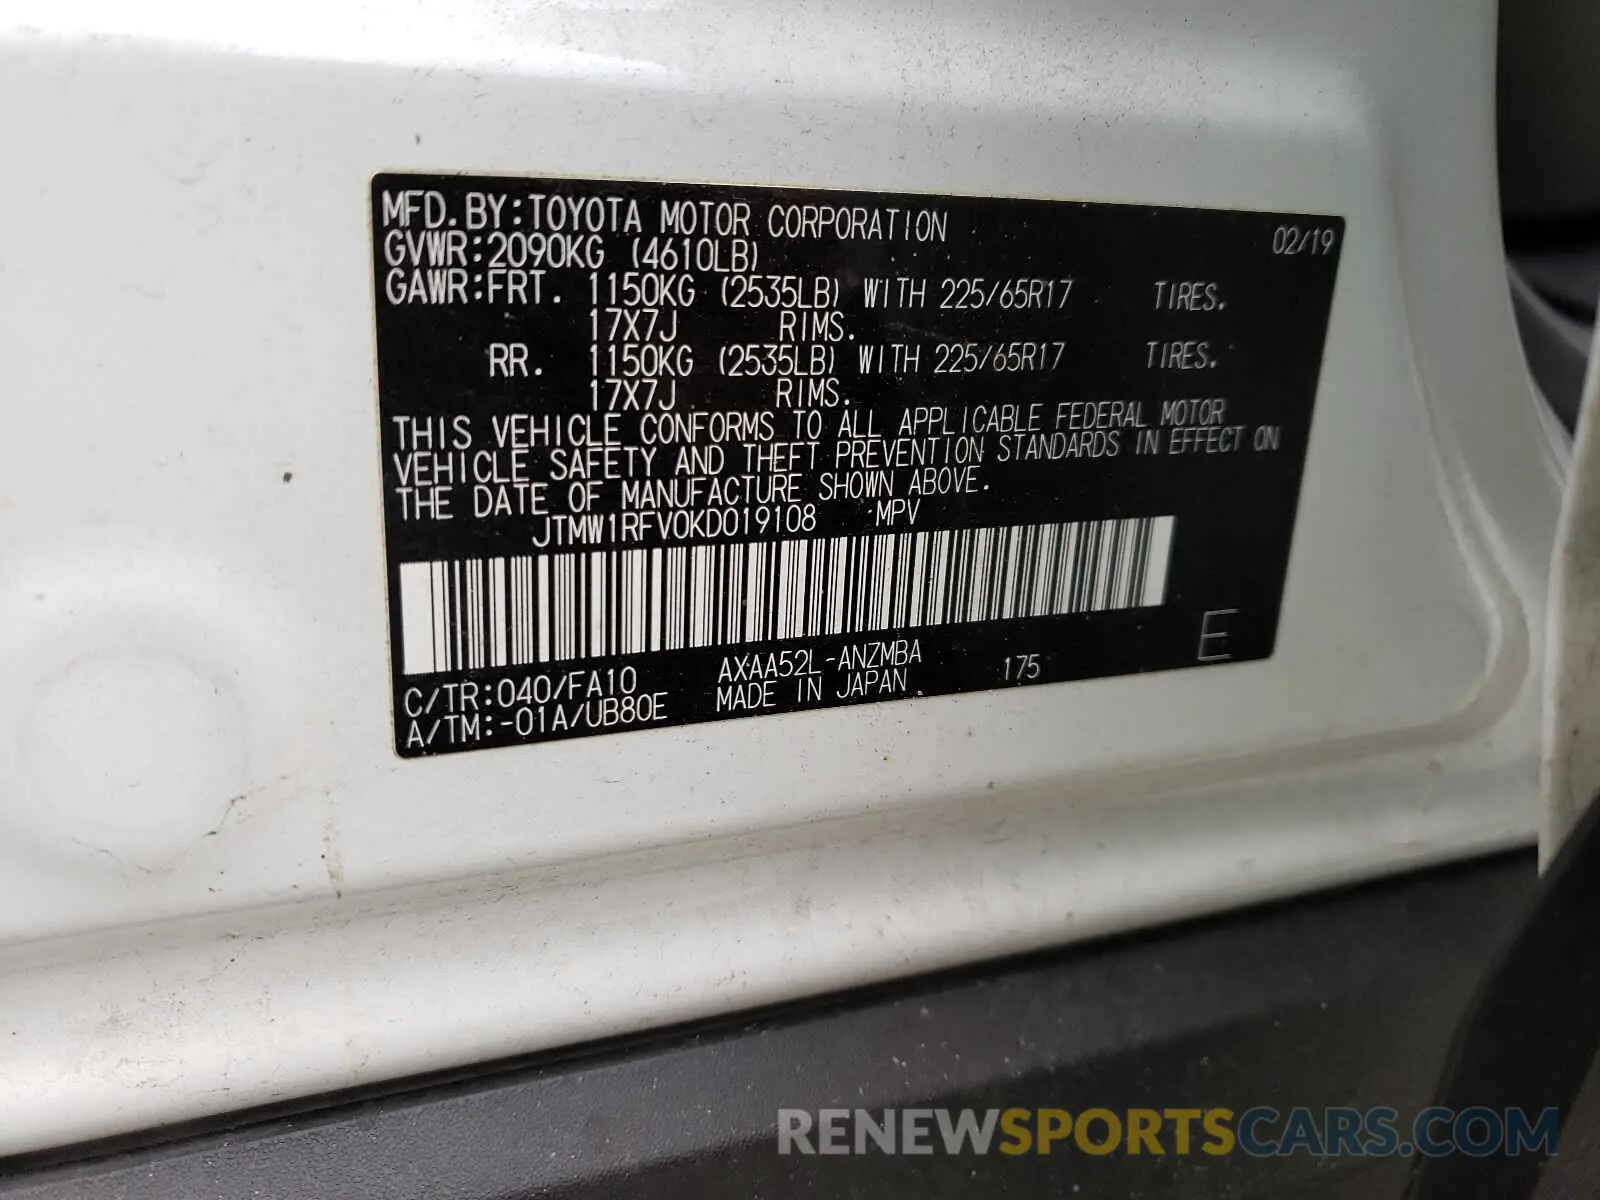 MFD.BY:TOYOTA MOTOR CORPORATION 02/19
GVWR:2090KG (4610LB)
GAWR:FRT. 1150KG (2535LB) WITH 225/65R17 TIRES.
17X7J RIMS.
RR. 1150KG (2535LB) WITH 225/65R17 TIRES.
17X7J RIMS.
THIS VEHICLE CONFORMS TO ALL APPLICABLE FEDERAL MOTOR
VEHICLE SAFETY AND THEFT PREVENTION STANDARDS IN EFFECT ON
THE DATE OF MANUFACTURE SHOWN ABOVE.
JTMW1RFV0KD019108 MPV
C/TR:040/FA10 AXAA52L-ANZMBA 175 E
A/TM:-01A/UB80E MADE IN JAPAN
RENEWSPORTSCARS.COM